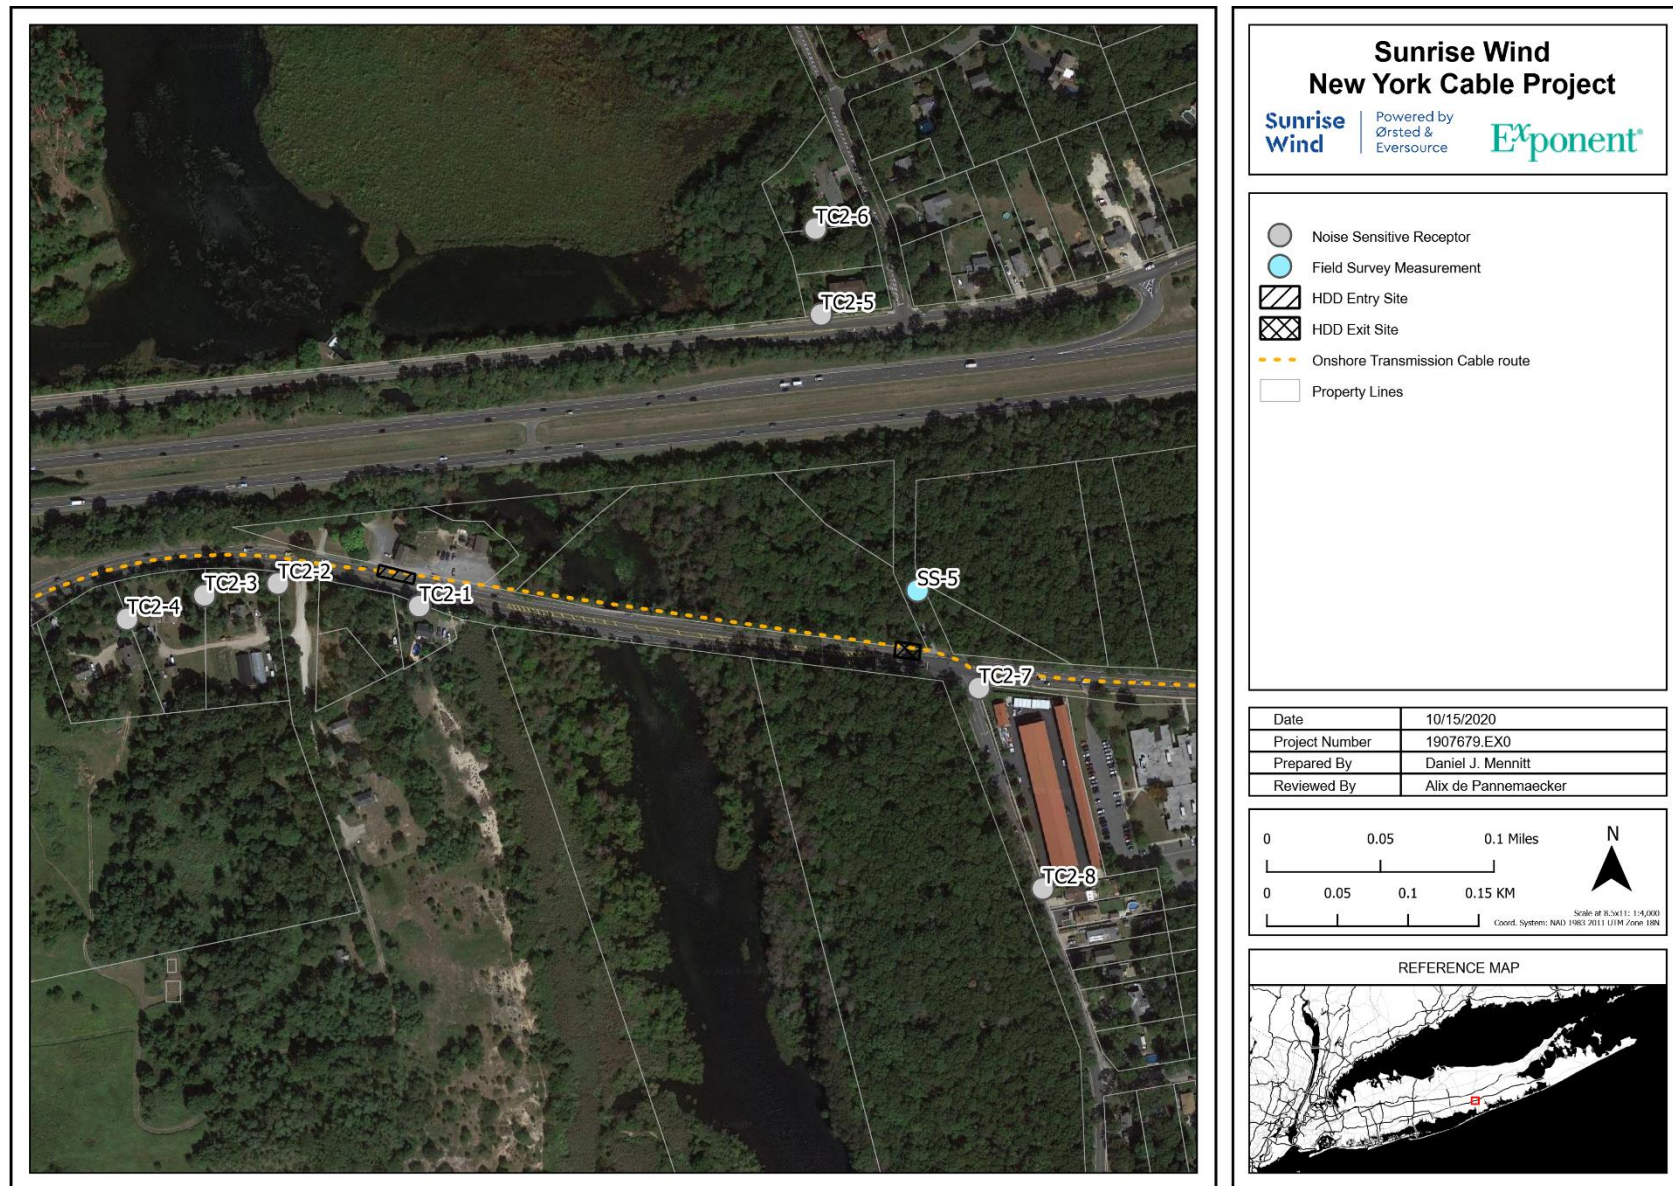 TC2-6
TC2-5
TC2-2
TC2-3
TC2-1
TC2-4
SS-5
TC2-7
TC2-8
Sunrise Wind
New York Cable Project
Sunrise
Wind
Powered by
Ørsted &
Eversource
Exponent®
Noise Sensitive Receptor
Field Survey Measurement
HDD Entry Site
HDD Exit Site
Onshore Transmission Cable route
Property Lines
Date 10/15/2020
Project Number 1907679.EX0
Prepared By Daniel J. Mennitt
Reviewed By Alix de Pannemaecker
0 0.05 0.1 Miles
0 0.05 0.1 0.15 KM
N
Scale at 8.5x11: 1:4,000
Coord. System: NAD 1983 2011 UTM Zone 18N
REFERENCE MAP